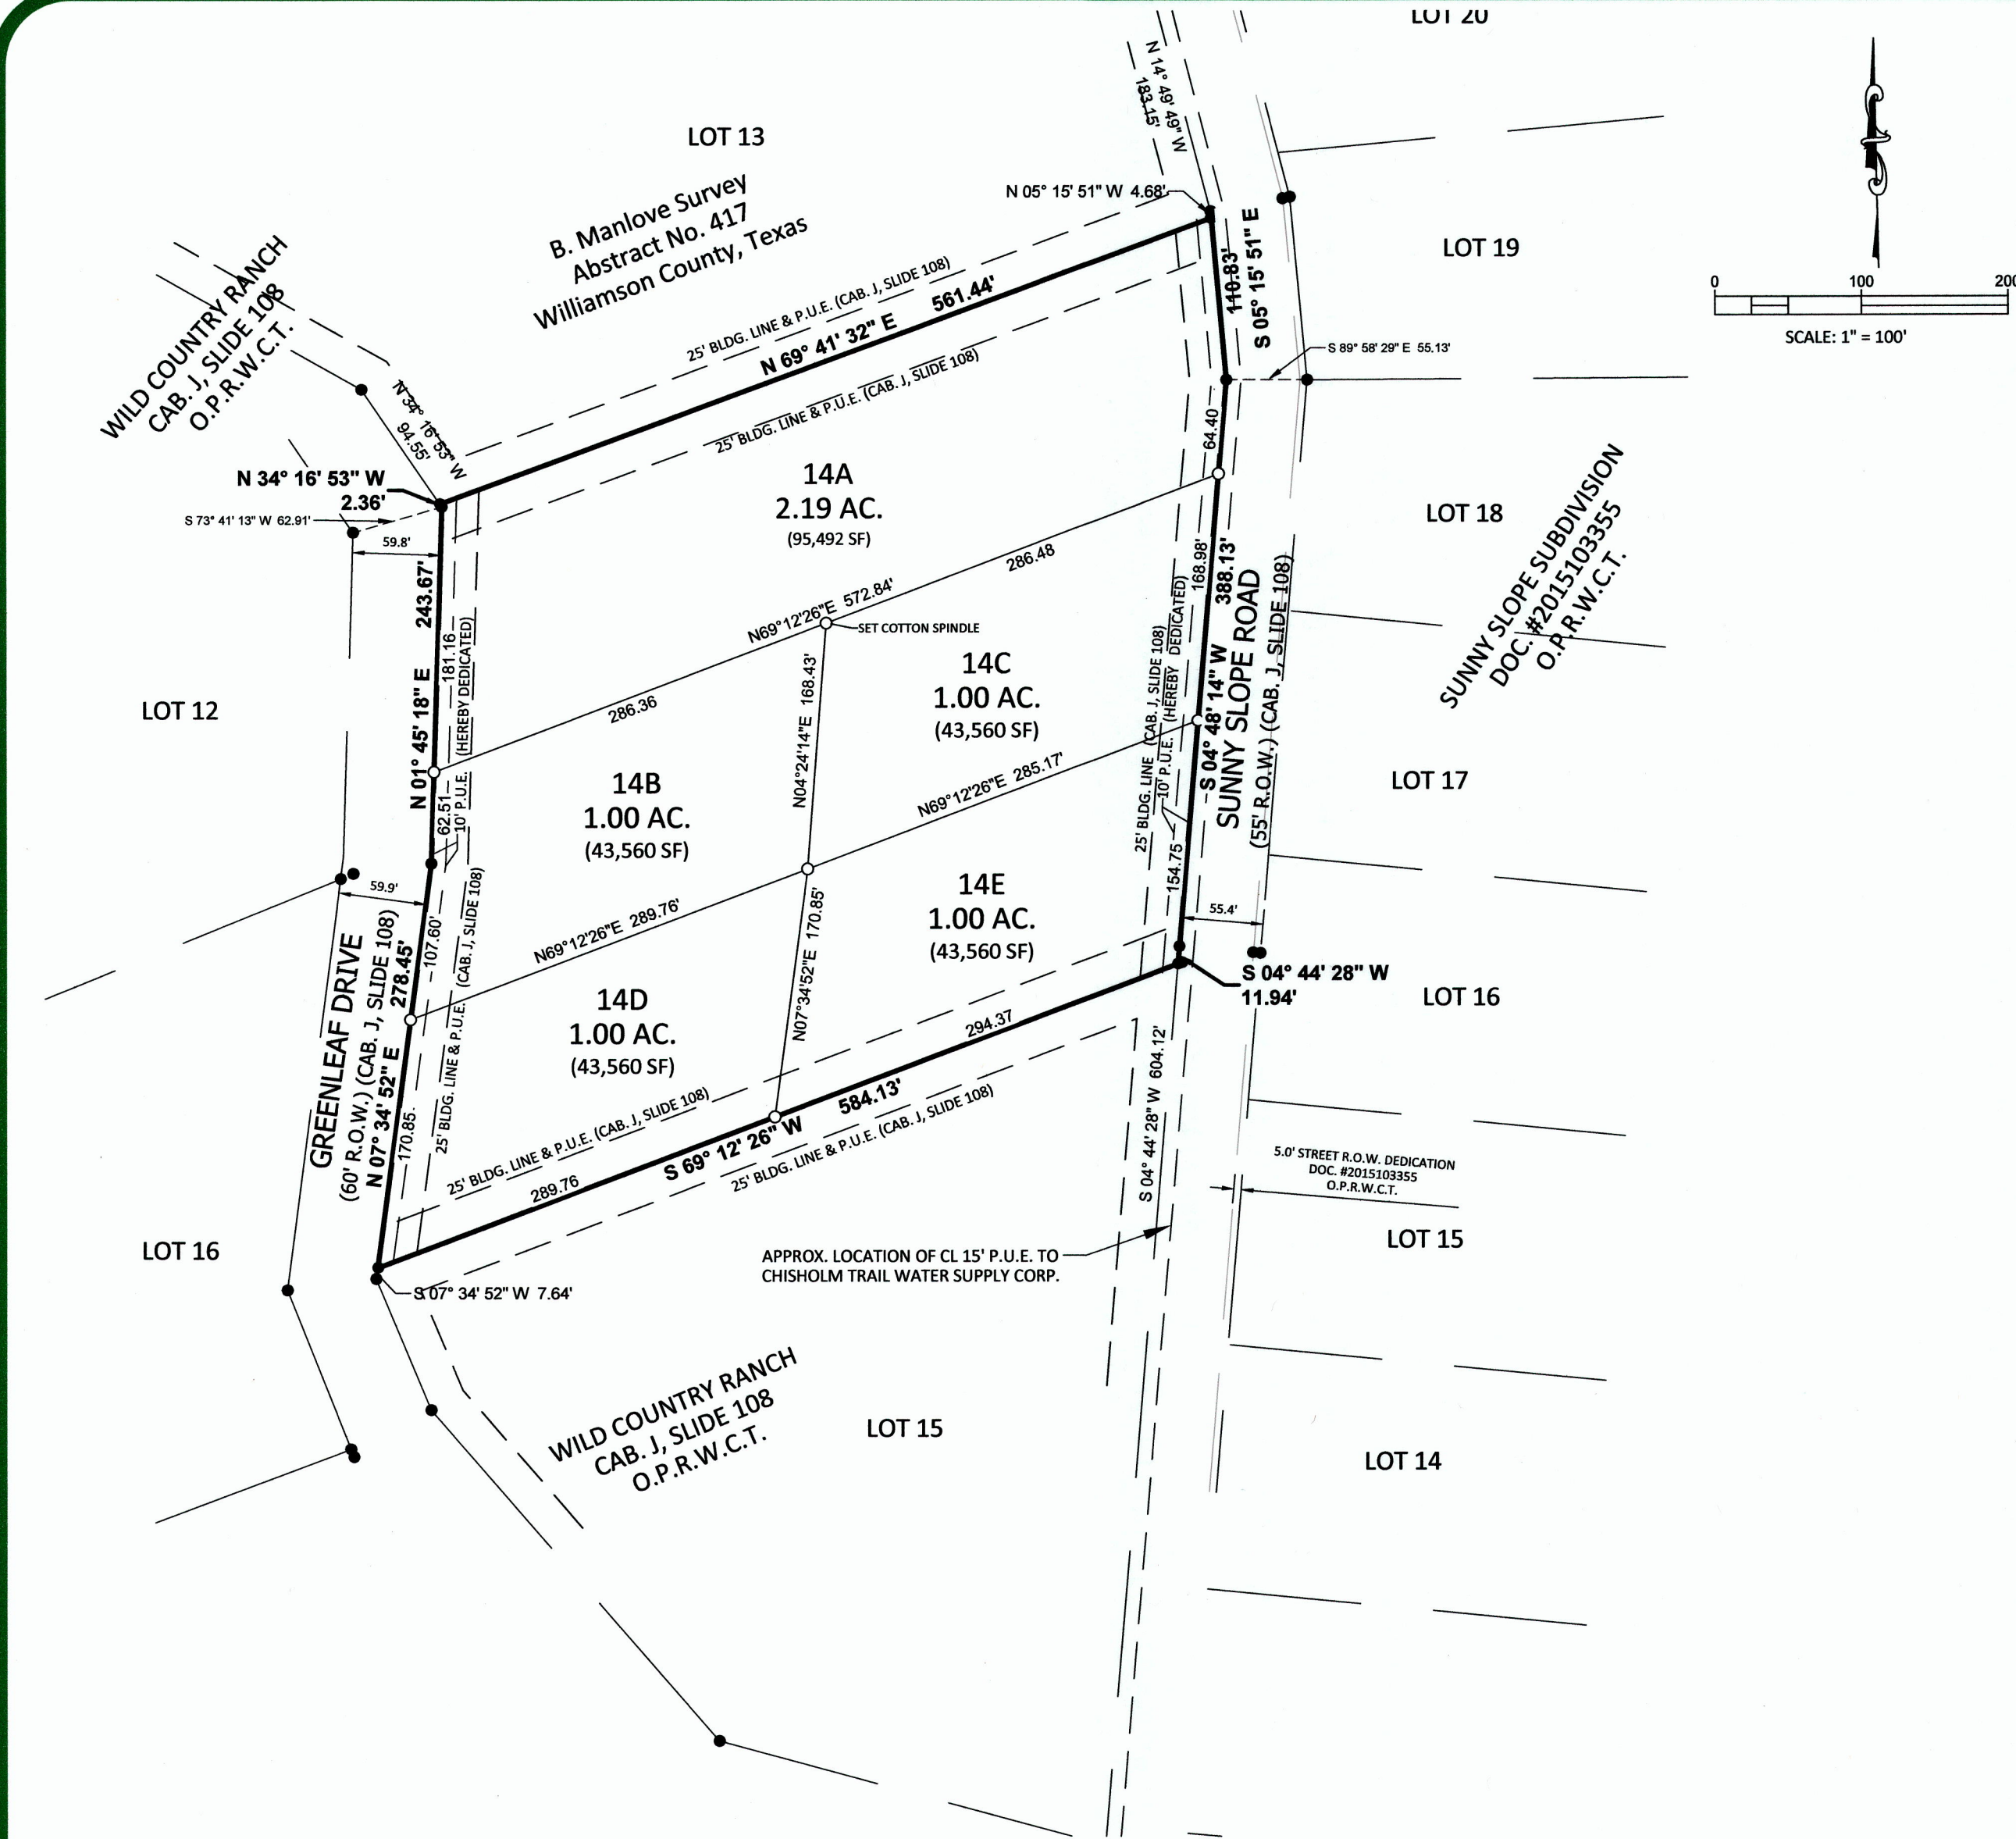 LOT 20
N 14° 49' 49" W
183.15'
LOT 13
B. Manlove Survey
Abstract No. 417
Williamson County, Texas
N 05° 15' 51" W 4.68'
110.83'
S 05° 15' 51" E
LOT 19
0 100 200
SCALE: 1" = 100'
WILD COUNTRY RANCH
CAB. J, SLIDE 108
O.P.R.W.C.T.
25' BLDG. LINE & P.U.E. (CAB. J, SLIDE 108)
N 69° 41' 32" E 561.44'
25' BLDG. LINE & P.U.E. (CAB. J, SLIDE 108)
S 89° 58' 29" E 55.13'
N 34° 16' 53" W
94.55'
N 34° 16' 53" W
2.36'
S 73° 41' 13" W 62.91'
59.8'
64.40
14A
2.19 AC.
(95,492 SF)
LOT 18
SUNNY SLOPE SUBDIVISION
DOC. #2015103355
O.P.R.W.C.T.
286.48
N69°12'26"E 572.84'
SET COTTON SPINDLE
243.67'
N 01° 45' 18" E
181.16
62.51
10' P.U.E. (HEREBY DEDICATED)
LOT 12
286.36
N04°24'14"E 168.43'
14C
1.00 AC.
(43,560 SF)
168.98'
388.13'
S 04° 48' 14" W
SUNNY SLOPE ROAD
(55' R.O.W.) (CAB. J, SLIDE 108)
25' BLDG. LINE (CAB. J, SLIDE 108)
10' P.U.E. (HEREBY DEDICATED)
LOT 17
14B
1.00 AC.
(43,560 SF)
N69°12'26"E 285.17'
154.75
59.9'
14E
1.00 AC.
(43,560 SF)
55.4'
N69°12'26"E 289.76'
N07°34'52"E 170.85'
GREENLEAF DRIVE
(60' R.O.W.) (CAB. J, SLIDE 108)
N 07° 34' 52" E
278.45'
107.60'
170.85
25' BLDG. LINE & P.U.E. (CAB. J, SLIDE 108)
14D
1.00 AC.
(43,560 SF)
S 04° 44' 28" W
11.94'
LOT 16
294.37
584.13'
S 69° 12' 26" W
289.76
25' BLDG. LINE & P.U.E. (CAB. J, SLIDE 108)
25' BLDG. LINE & P.U.E. (CAB. J, SLIDE 108)
S 04° 44' 28" W 604.12'
5.0' STREET R.O.W. DEDICATION
DOC. #2015103355
O.P.R.W.C.T.
LOT 15
LOT 16
APPROX. LOCATION OF CL 15' P.U.E. TO
CHISHOLM TRAIL WATER SUPPLY CORP.
S 07° 34' 52" W 7.64'
WILD COUNTRY RANCH
CAB. J, SLIDE 108
O.P.R.W.C.T.
LOT 15
LOT 14